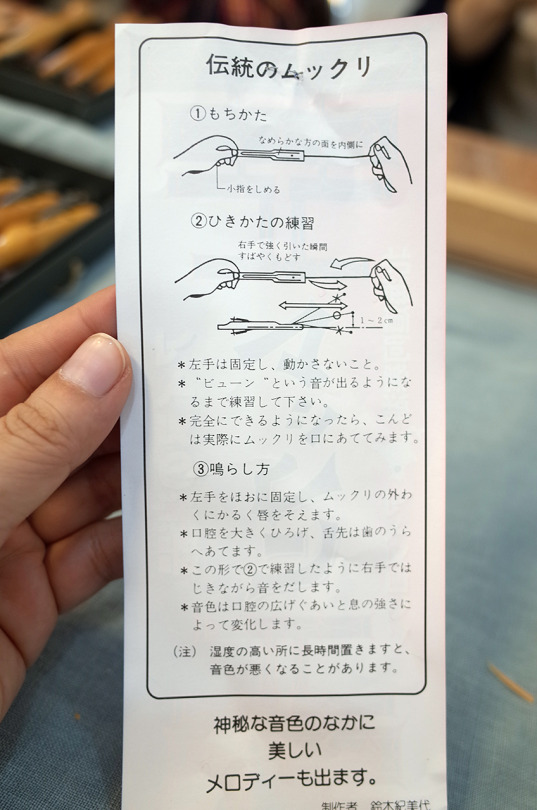 伝統のムックリ
①もちかた
なめらかな方の面を内側に
小指をしめる
②ひきかたの練習
右手で強く引いた瞬間
すばやくもどす
1～2cm
＊左手は固定し、動かさないこと。
＊〝ビューン〝という音が出るようにな
るまで練習して下さい。
＊完全にできるようになったら、こんど
は実際にムックリを口にあててみます。
③鳴らし方
＊左手をほおに固定し、ムックリの外わ
くにかるく唇をそえます。
＊口腔を大きくひろげ、舌先は歯のうら
へあてます。
＊この形で②で練習したように右手では
じきながら音をだします。
＊音色は口腔の広げぐあいと息の強さに
よって変化します。
（注） 湿度の高い所に長時間置きますと、
音色が悪くなることがあります。
神秘な音色のなかに
美しい
メロディーも出ます。
制作者 鈴木紀美代